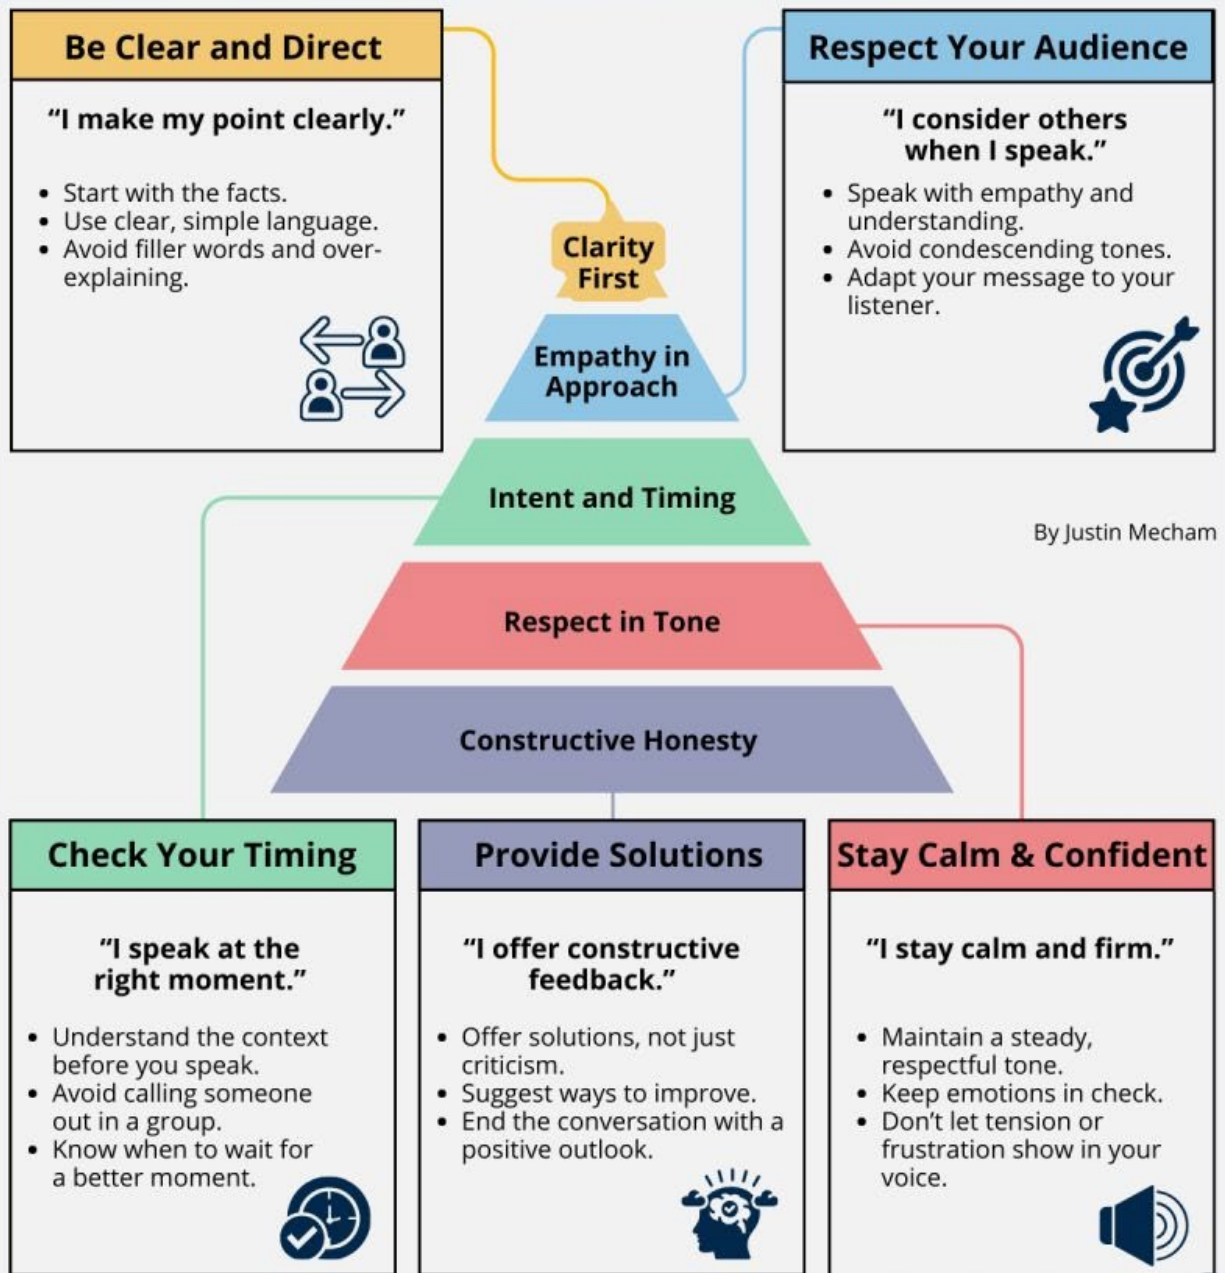 Be Clear and Direct
“I make my point clearly.”
• Start with the facts.
• Use clear, simple language.
• Avoid filler words and over-
explaining.
Respect Your Audience
“I consider others
when I speak.”
• Speak with empathy and
understanding.
• Avoid condescending tones.
• Adapt your message to your
listener.
Clarity
First
Empathy in
Approach
Intent and Timing
By Justin Mecham
Respect in Tone
Constructive Honesty
Check Your Timing
“I speak at the
right moment.”
• Understand the context
before you speak.
• Avoid calling someone
out in a group.
• Know when to wait for
a better moment.
Provide Solutions
“I offer constructive
feedback.”
• Offer solutions, not just
criticism.
• Suggest ways to improve.
• End the conversation with a
positive outlook.
Stay Calm & Confident
“I stay calm and firm.”
• Maintain a steady,
respectful tone.
• Keep emotions in check.
• Don’t let tension or
frustration show in your
voice.